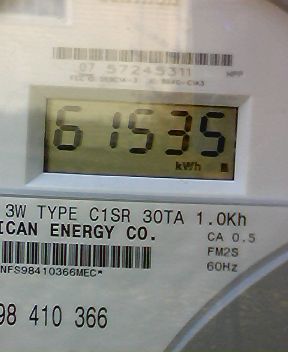 07 57245311 HPP
61535
kWh
3W TYPE C1SR 30TA 1.0Kh
ICAN ENERGY CO. CA 0.5
FM2S
60Hz
NFS98410366MEC*
98 410 366